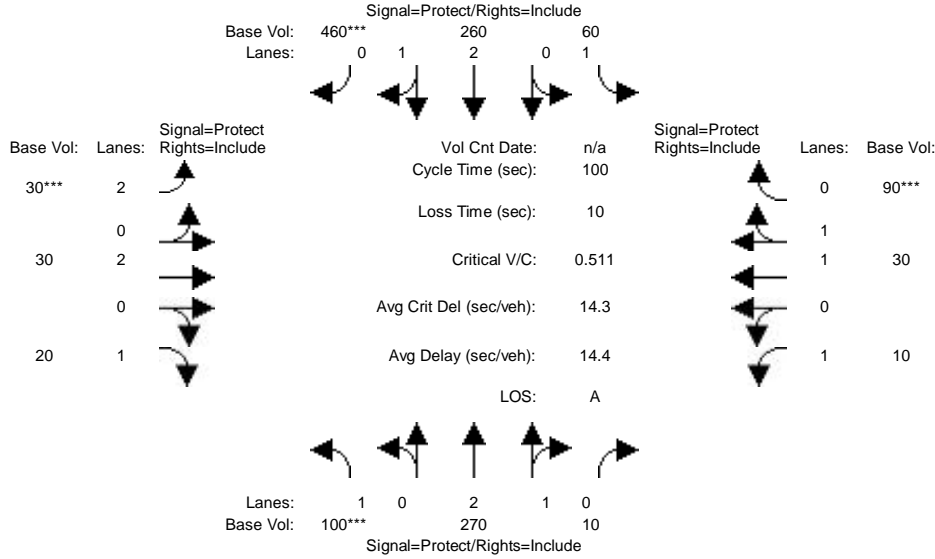 Signal=Protect/Rights=Include
Base Vol: 460*** 260 60
Lanes: 0 1 2 0 1
Signal=Protect
Base Vol: Lanes: Rights=Include
Vol Cnt Date: n/a
Signal=Protect
Rights=Include Lanes: Base Vol:
Cycle Time (sec): 100
30*** 2
0 90***
Loss Time (sec): 10
0
1
30 2
Critical V/C: 0.511
1 30
0
Avg Crit Del (sec/veh): 14.3
0
20 1
Avg Delay (sec/veh): 14.4
1 10
LOS: A
Lanes: 1 0 2 1 0
Base Vol: 100*** 270 10
Signal=Protect/Rights=Include